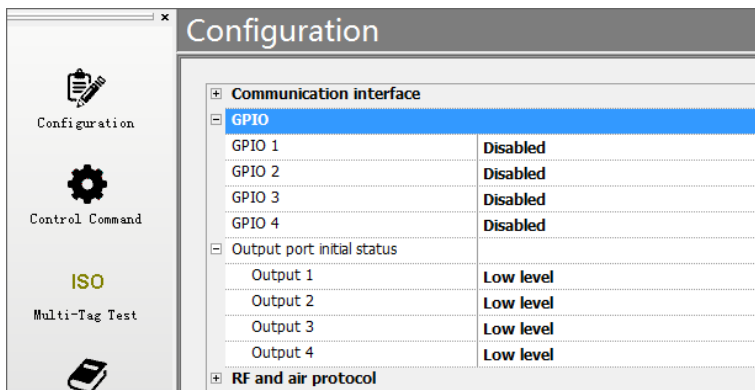 Configuration
Configuration
Control Command
ISO
Multi-Tag Test
Communication interface
GPIO
GPIO 1 Disabled
GPIO 2 Disabled
GPIO 3 Disabled
GPIO 4 Disabled
Output port initial status
Output 1 Low level
Output 2 Low level
Output 3 Low level
Output 4 Low level
RF and air protocol